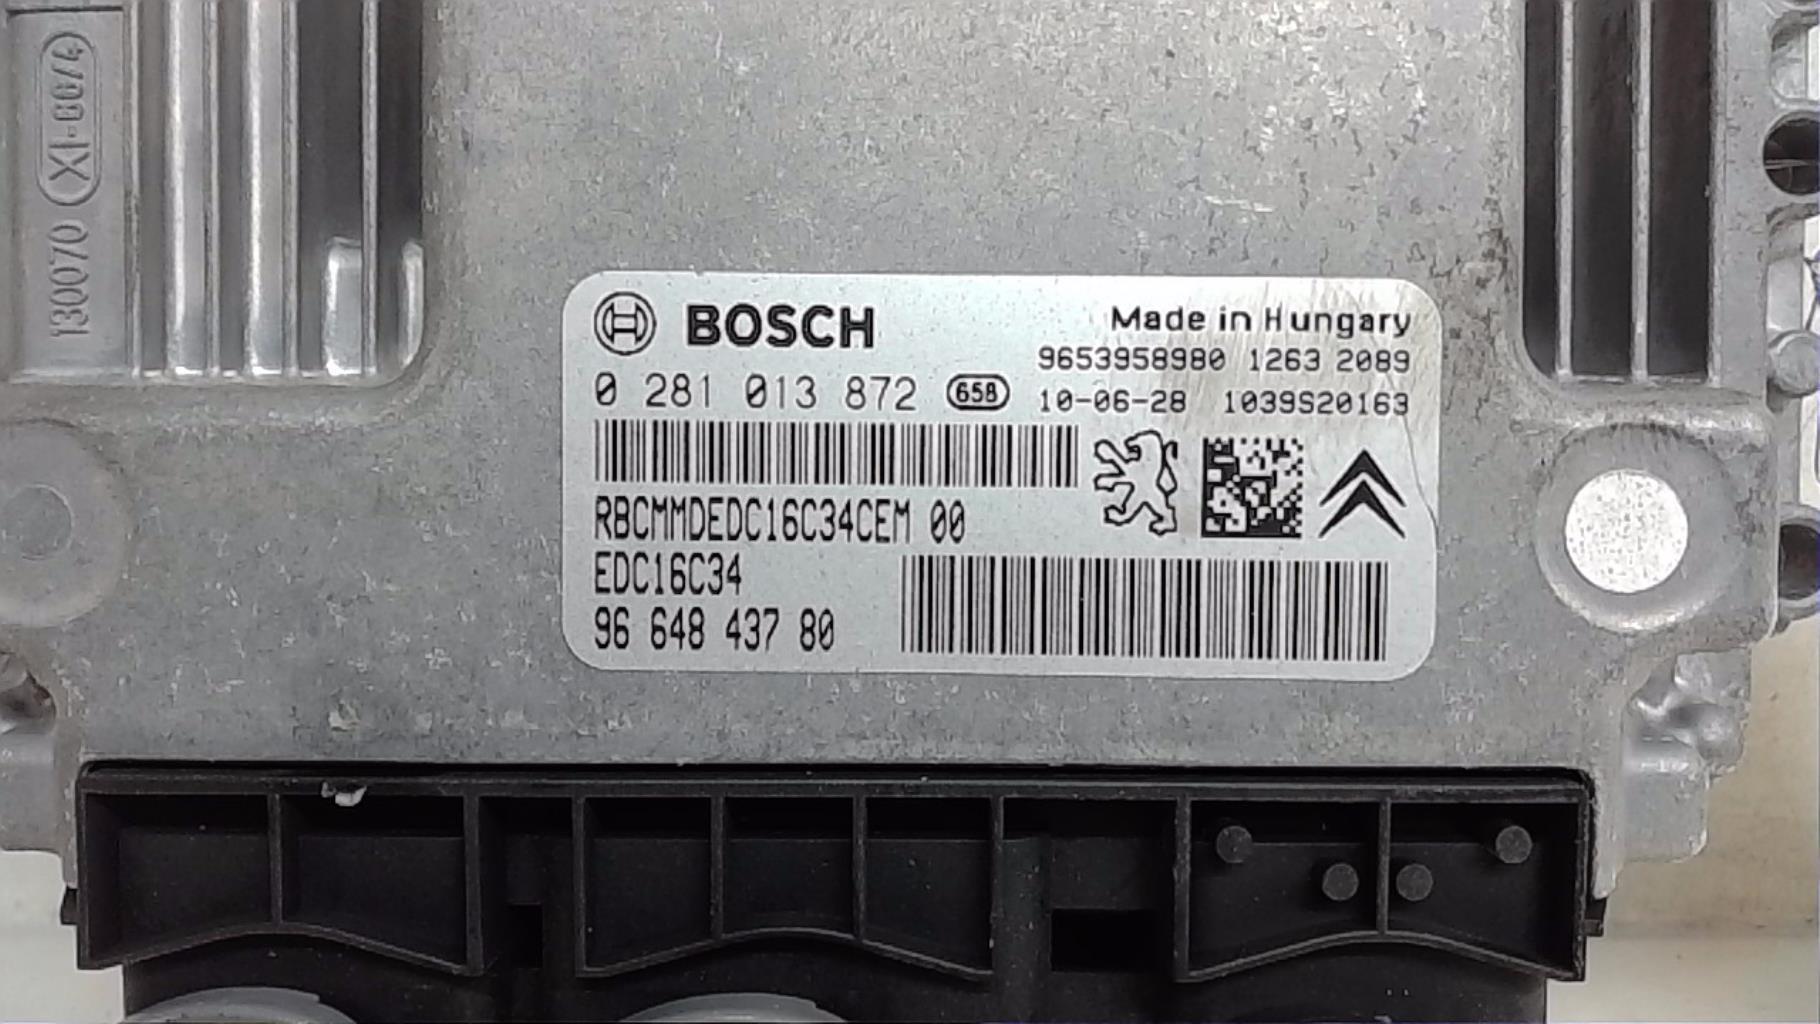 130070 XI-80/4
BOSCH
Made in Hungary
9653958980 1263 2089
0 281 013 872 658 10-06-28 1039S20163
RBCMMDEDC16C34CEM 00
EDC16C34
96 648 437 80